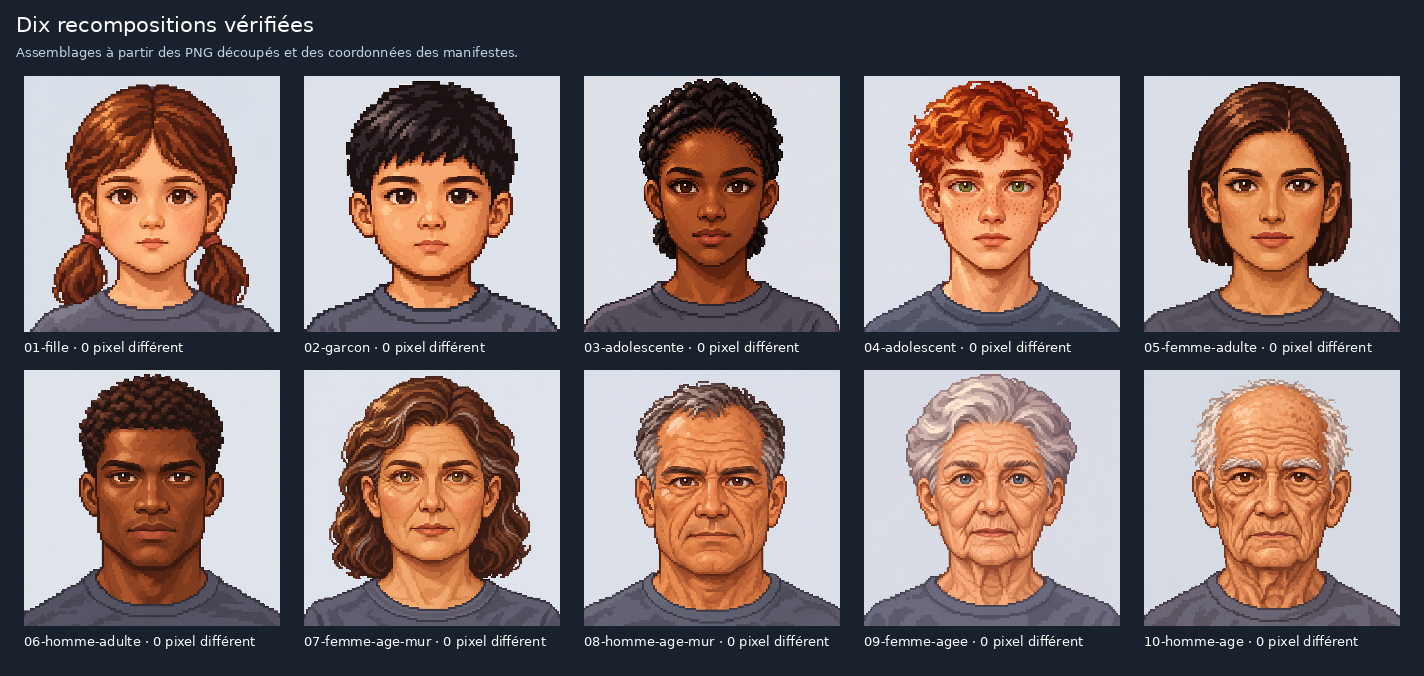 Dix recompositions vérifiées
Assemblages à partir des PNG découpés et des coordonnées des manifestes.
01-fille · 0 pixel différent
02-garcon · 0 pixel différent
03-adolescente · 0 pixel différent
04-adolescent · 0 pixel différent
05-femme-adulte · 0 pixel différent
06-homme-adulte · 0 pixel différent
07-femme-age-mur · 0 pixel différent
08-homme-age-mur · 0 pixel différent
09-femme-agee · 0 pixel différent
10-homme-age · 0 pixel différent